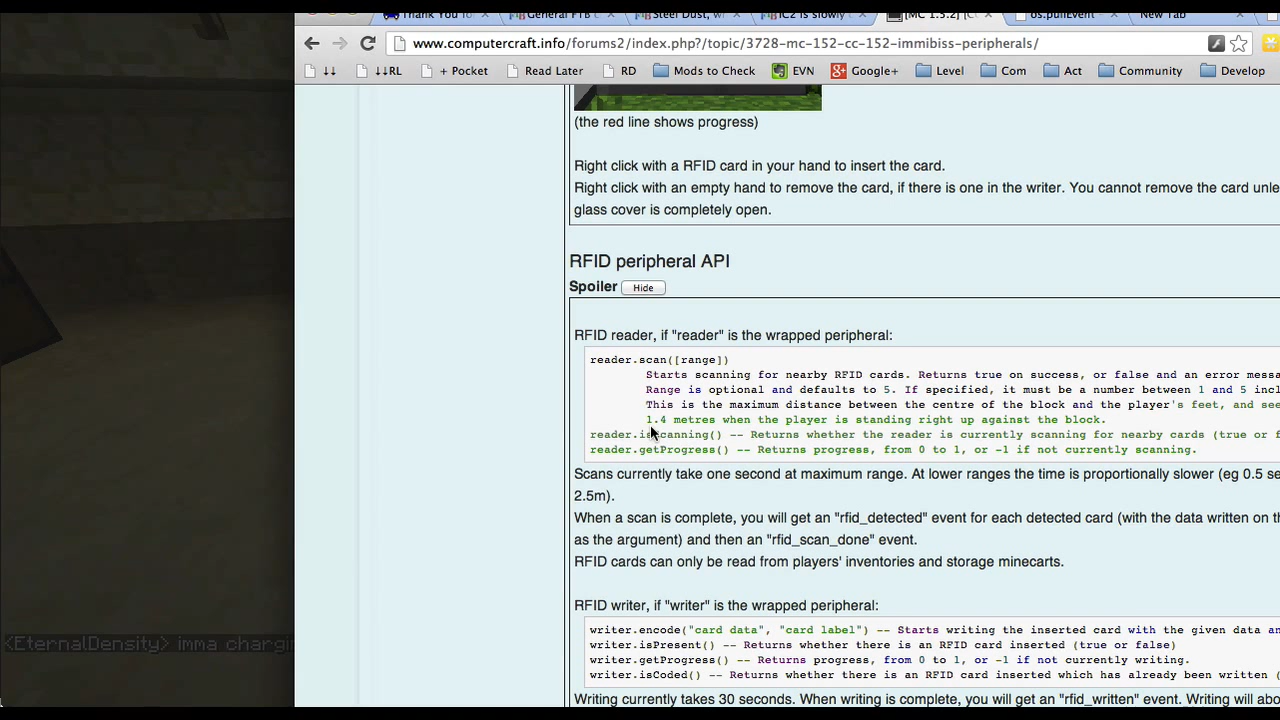 Thank You fo
General FTB
Steel Dust, w
IC2 is slowly
[MC 1.5.2] [C
os.pullEvent
New Tab
www.computercraft.info/forums2/index.php?/topic/3728-mc-152-cc-152-immibiss-peripherals/
↓↓ ↓↓RL + Pocket Read Later RD Mods to Check EVN Google+ Level Com Act Community Develop
(the red line shows progress)
Right click with a RFID card in your hand to insert the card.
Right click with an empty hand to remove the card, if there is one in the writer. You cannot remove the card unle
glass cover is completely open.
RFID peripheral API
Spoiler Hide
RFID reader, if "reader" is the wrapped peripheral:
reader.scan([range])
Starts scanning for nearby RFID cards. Returns true on success, or false and an error messa
Range is optional and defaults to 5. If specified, it must be a number between 1 and 5 incl
This is the maximum distance between the centre of the block and the player's feet, and see
1.4 metres when the player is standing right up against the block.
reader.isScanning() -- Returns whether the reader is currently scanning for nearby cards (true or f
reader.getProgress() -- Returns progress, from 0 to 1, or -1 if not currently scanning.
Scans currently take one second at maximum range. At lower ranges the time is proportionally slower (eg 0.5 se
2.5m).
When a scan is complete, you will get an "rfid_detected" event for each detected card (with the data written on th
as the argument) and then an "rfid_scan_done" event.
RFID cards can only be read from players' inventories and storage minecarts.
RFID writer, if "writer" is the wrapped peripheral:
writer.encode("card data", "card label") -- Starts writing the inserted card with the given data an
writer.isPresent() -- Returns whether there is an RFID card inserted (true or false)
writer.getProgress() -- Returns progress, from 0 to 1, or -1 if not currently writing.
writer.isCoded() -- Returns whether there is an RFID card inserted which has already been written (
Writing currently takes 30 seconds. When writing is complete, you will get an "rfid_written" event. Writing will abo
<EternalDensity> imma chargin